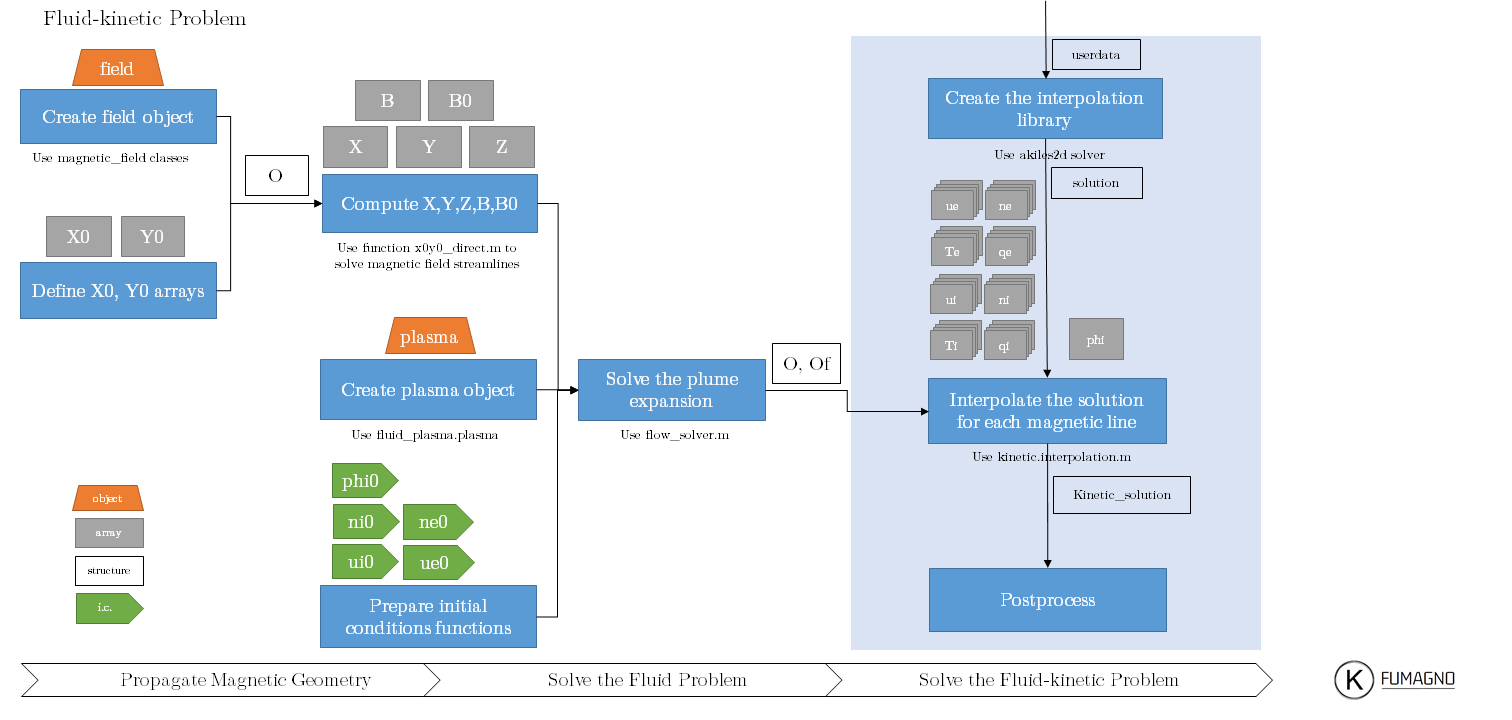 Fluid-kinetic Problem
field
Create field object
Use magnetic_field classes
X0
Y0
Define X0, Y0 arrays
O
B
B0
X
Y
Z
Compute X,Y,Z,B,B0
Use function x0y0_direct.m to
solve magnetic field streamlines
plasma
Create plasma object
Use fluid_plasma.plasma
phi0
ni0
ne0
ui0
ue0
Prepare initial
conditions functions
Solve the plume
expansion
Use flow_solver.m
O, Of
userdata
Create the interpolation
library
Use akiles2d solver
solution
ue
ne
Te
qe
ui
ni
Ti
qi
phi
Interpolate the solution
for each magnetic line
Use kinetic.interpolation.m
Kinetic_solution
Postprocess
object
array
structure
i.c.
Propagate Magnetic Geometry
Solve the Fluid Problem
Solve the Fluid-kinetic Problem
K
FUMAGNO